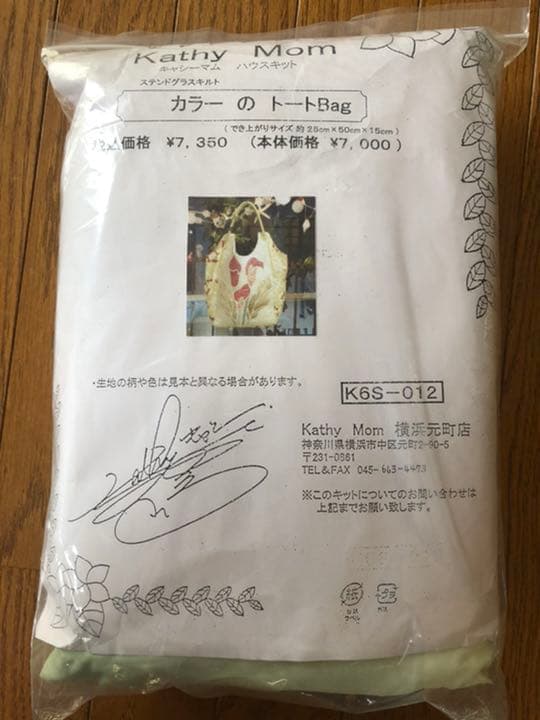 Kathy Mom
キャシーマム ハウスキット
ステンドグラスキルト
カラー の トートBag
(でき上がりサイズ 約 25cm×50cm×15cm)
税込価格 ¥7,350 (本体価格 ¥7,000)
・生地の柄や色は見本と異なる場合があります。
K6S-012
Kathy Mom 横浜元町店
神奈川県横浜市中区元町2-90-5
〒231-0861
TEL&FAX 045-663-4473
※このキットについてのお問い合わせは
上記までお願い致します。
紙
プラ